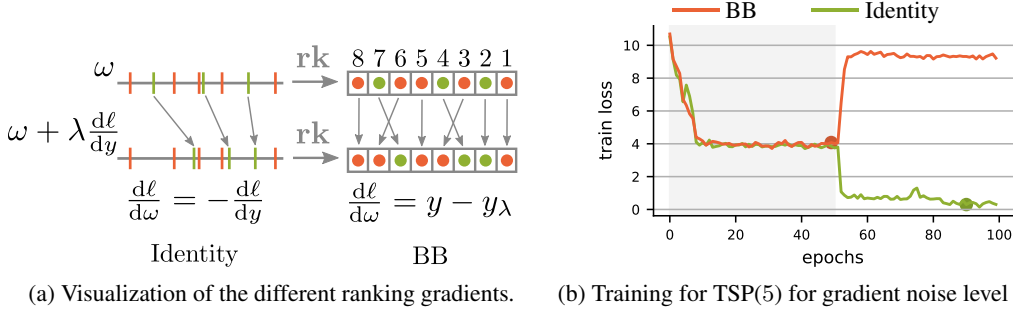 ω
rk
8 7 6 5 4 3 2 1
ω + λ dℓ/dy
rk
dℓ/dω = −dℓ/dy
dℓ/dω = y − y_λ
Identity
BB
(a) Visualization of the different ranking gradients.
BB
Identity
train loss
10
8
6
4
2
0
0 20 40 60 80 100
epochs
(b) Training for TSP(5) for gradient noise level